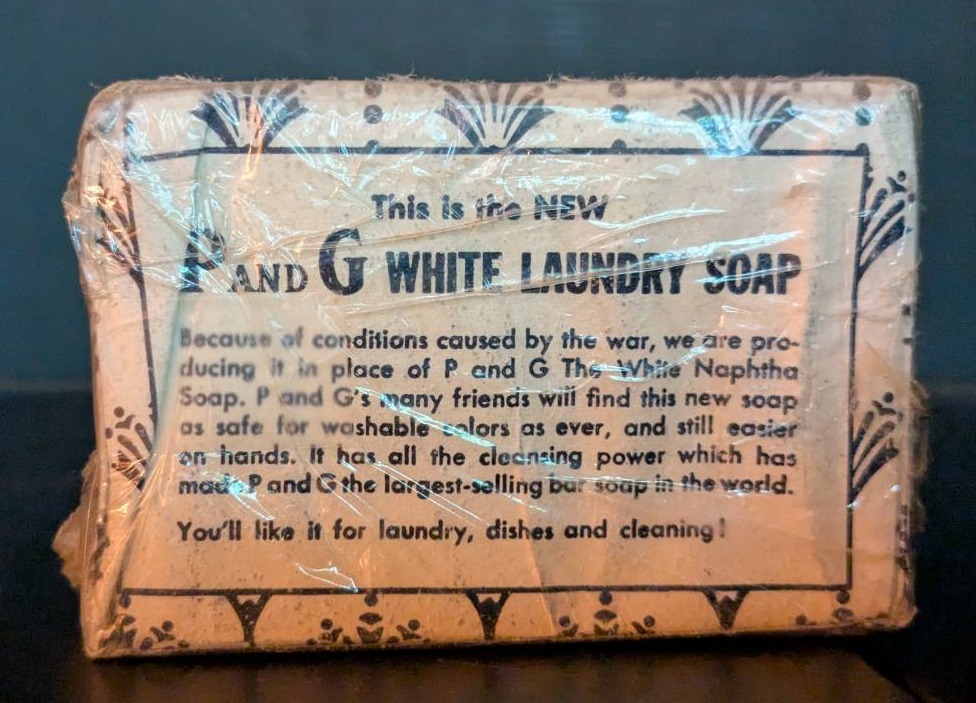 This is the NEW
P AND G WHITE LAUNDRY SOAP
Because of conditions caused by the war, we are pro-
ducing it in place of P and G The White Naphtha
Soap. P and G's many friends will find this new soap
as safe for washable colors as ever, and still easier
on hands. It has all the cleansing power which has
made P and G the largest-selling bar soap in the world.
You'll like it for laundry, dishes and cleaning!